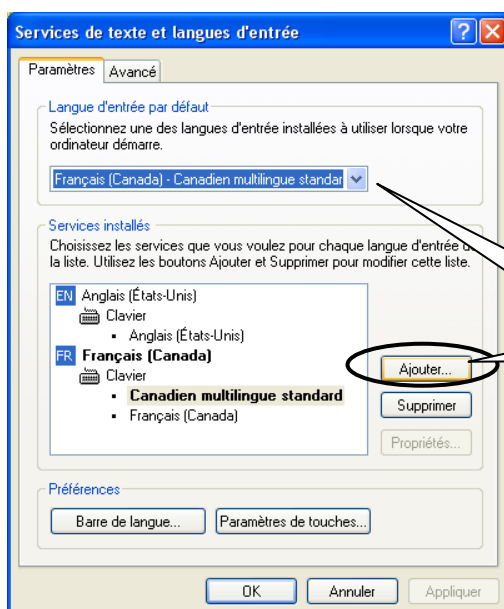 Services de texte et langues d'entrée
Paramètres
Avancé
Langue d'entrée par défaut
Sélectionnez une des langues d'entrée installées à utiliser lorsque votre
ordinateur démarre.
Français (Canada) - Canadien multilingue standar
Services installés
Choisissez les services que vous voulez pour chaque langue d'entrée de
la liste. Utilisez les boutons Ajouter et Supprimer pour modifier cette liste.
EN Anglais (États-Unis)
Clavier
Anglais (États-Unis)
FR Français (Canada)
Clavier
Canadien multilingue standard
Français (Canada)
Ajouter...
Supprimer
Propriétés...
Préférences
Barre de langue...
Paramètres de touches...
OK
Annuler
Appliquer